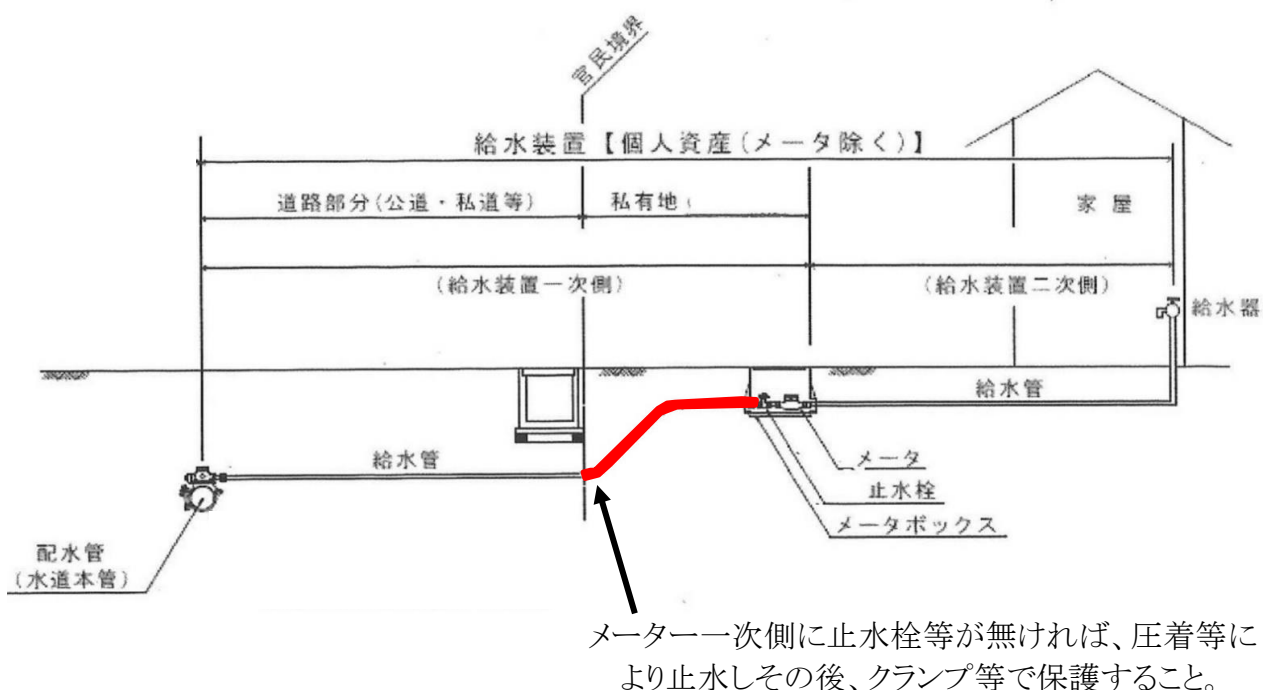 官民境界
給水装置【個人資産(メータ除く)】
道路部分(公道・私道等)
私有地
家屋
(給水装置一次側)
(給水装置二次側)
給水器
給水管
給水管
メータ
止水栓
メータボックス
配水管
(水道本管)
メーター一次側に止水栓等が無ければ、圧着等に
より止水しその後、クランプ等で保護すること。